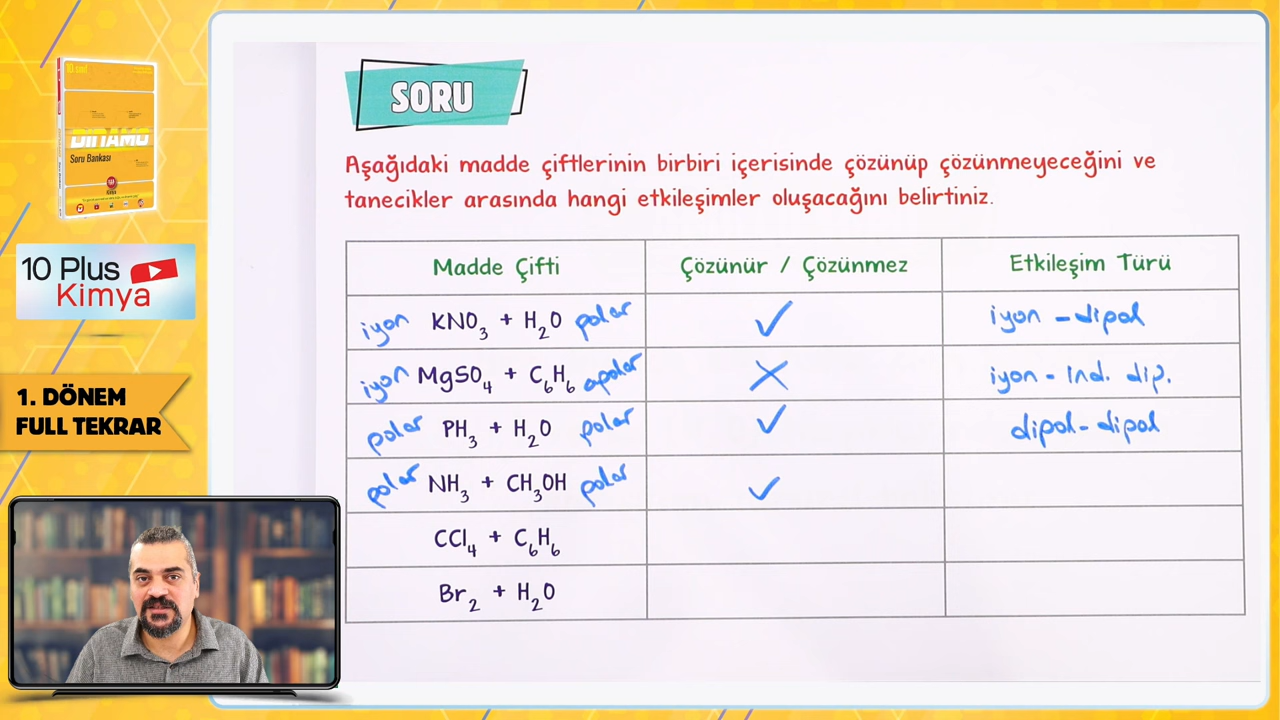 10.sınıf
DİNAMO
Soru Bankası
Kimya
10 Plus
Kimya
1. DÖNEM
FULL TEKRAR
SORU
Aşağıdaki madde çiftlerinin birbiri içerisinde çözünüp çözünmeyeceğini ve
tanecikler arasında hangi etkileşimler oluşacağını belirtiniz.
Madde Çifti Çözünür / Çözünmez Etkileşim Türü
iyon KNO₃ + H₂O polar ✓ iyon - dipol
iyon MgSO₄ + C₆H₆ apolar X iyon - ind. dip.
polar PH₃ + H₂O polar ✓ dipol - dipol
polar NH₃ + CH₃OH polar ✓
CCl₄ + C₆H₆
Br₂ + H₂O